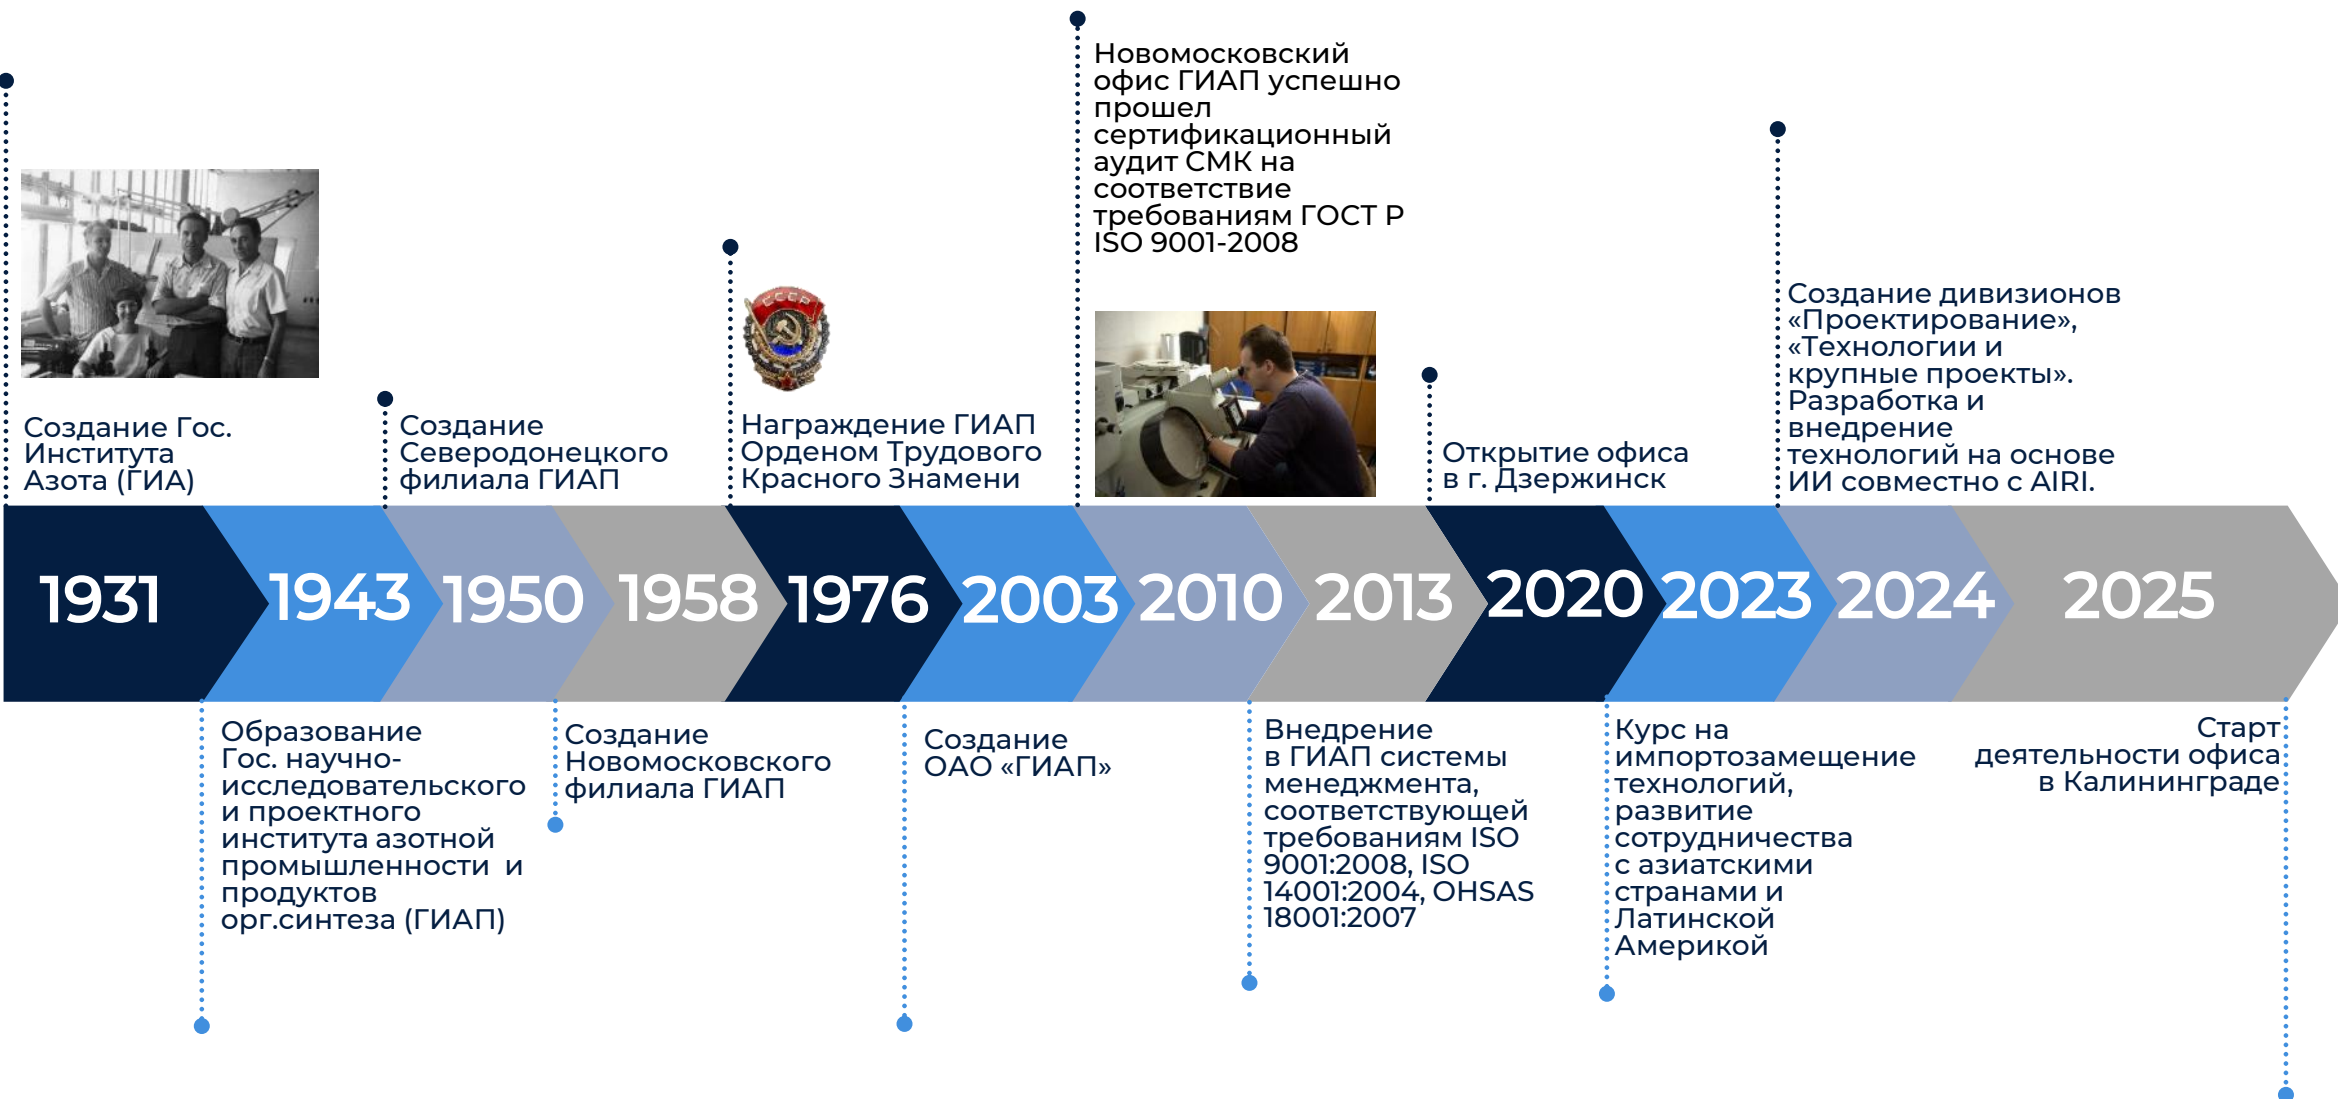 Новомосковский
офис ГИАП успешно
прошел
сертификационный
аудит СМК на
соответствие
требованиям ГОСТ Р
ISO 9001-2008
Создание дивизионов
«Проектирование»,
«Технологии и
крупные проекты».
Разработка и
внедрение
технологий на основе
ИИ совместно с AIRI.
СССР
Создание Гос.
Института
Азота (ГИА)
Создание
Северодонецкого
филиала ГИАП
Награждение ГИАП
Орденом Трудового
Красного Знамени
Открытие офиса
в г. Дзержинск
1931
1943
1950
1958
1976
2003
2010
2013
2020
2023
2024
2025
Образование
Гос. научно-
исследовательского
и проектного
института азотной
промышленности и
продуктов
орг.синтеза (ГИАП)
Создание
Новомосковского
филиала ГИАП
Создание
ОАО «ГИАП»
Внедрение
в ГИАП системы
менеджмента,
соответствующей
требованиям ISO
9001:2008, ISO
14001:2004, OHSAS
18001:2007
Курс на
импортозамещение
технологий,
развитие
сотрудничества
с азиатскими
странами и
Латинской
Америкой
Старт
деятельности офиса
в Калининграде